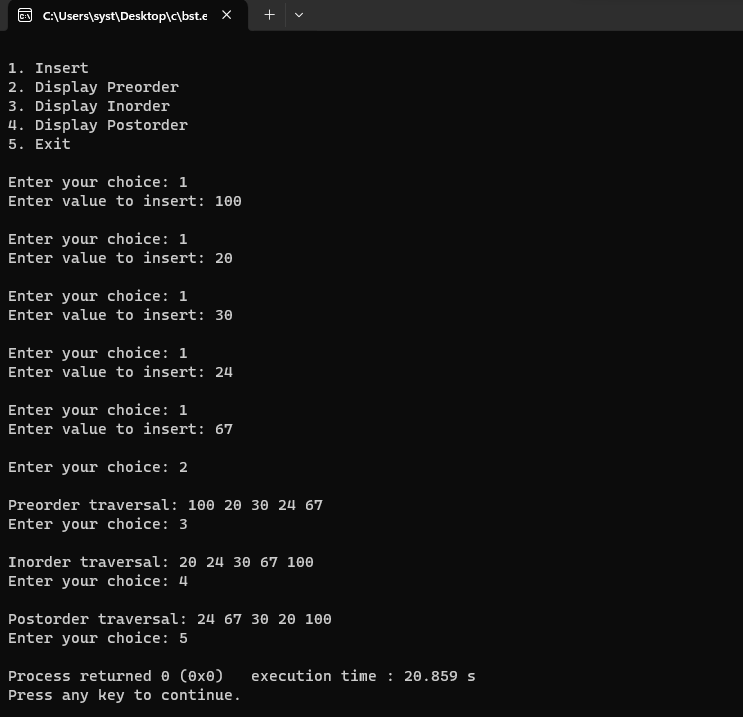 C:\Users\syst\Desktop\c\bst.e
1. Insert
2. Display Preorder
3. Display Inorder
4. Display Postorder
5. Exit
Enter your choice: 1
Enter value to insert: 100
Enter your choice: 1
Enter value to insert: 20
Enter your choice: 1
Enter value to insert: 30
Enter your choice: 1
Enter value to insert: 24
Enter your choice: 1
Enter value to insert: 67
Enter your choice: 2
Preorder traversal: 100 20 30 24 67
Enter your choice: 3
Inorder traversal: 20 24 30 67 100
Enter your choice: 4
Postorder traversal: 24 67 30 20 100
Enter your choice: 5
Process returned 0 (0x0)   execution time : 20.859 s
Press any key to continue.